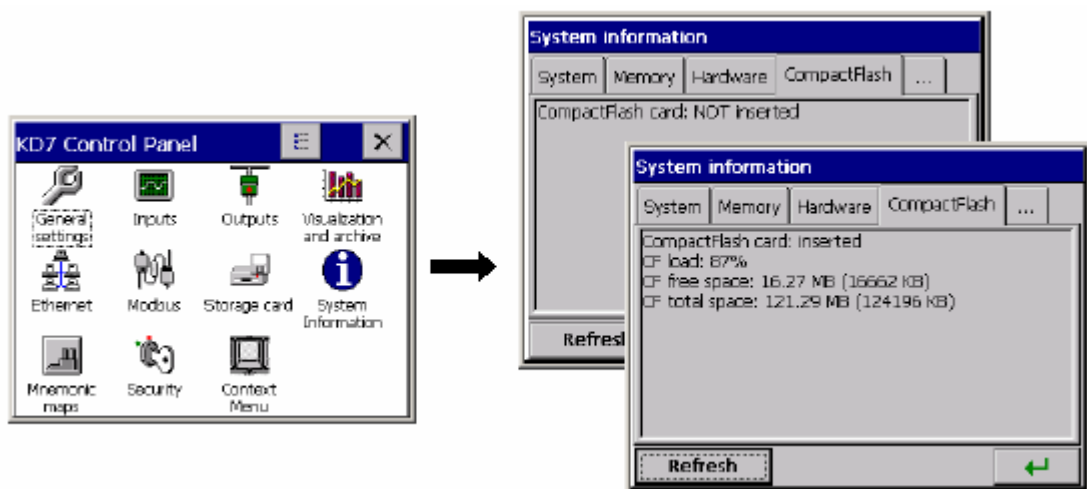 KD7 Control Panel
General settings
Inputs
Outputs
Visualization and archive
Ethernet
Modbus
Storage card
System Information
Mnemonic maps
Security
Context Menu
System information
System Memory Hardware CompactFlash ...
CompactFlash card: NOT inserted
Refres
System information
System Memory Hardware CompactFlash ...
CompactFlash card: inserted
CF load: 87%
CF free space: 16.27 MB (16662 KB)
CF total space: 121.29 MB (124196 KB)
Refresh